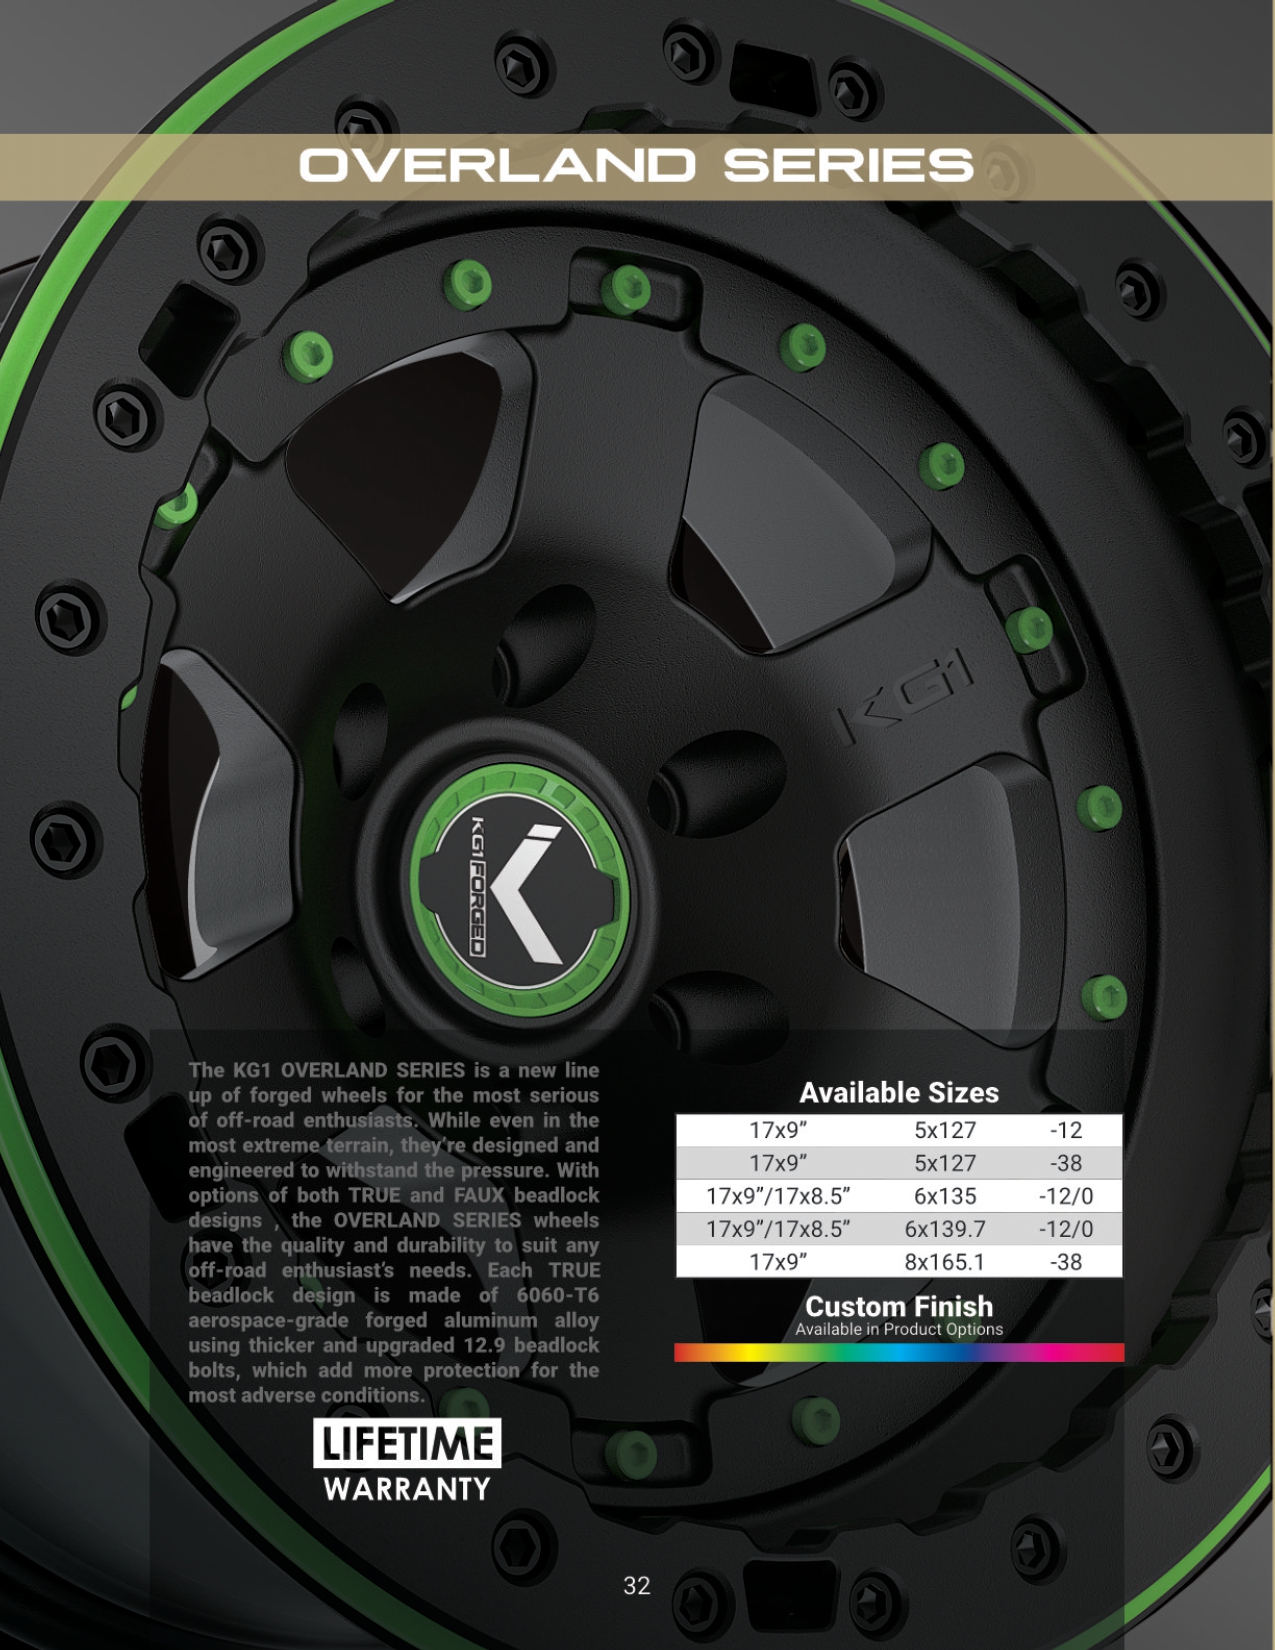 OVERLAND SERIES
KG1
KG1 FORGED
The KG1 OVERLAND SERIES is a new line
up of forged wheels for the most serious
of off-road enthusiasts. While even in the
most extreme terrain, they're designed and
engineered to withstand the pressure. With
options of both TRUE and FAUX beadlock
designs , the OVERLAND SERIES wheels
have the quality and durability to suit any
off-road enthusiast's needs. Each TRUE
beadlock design is made of 6060-T6
aerospace-grade forged aluminum alloy
using thicker and upgraded 12.9 beadlock
bolts, which add more protection for the
most adverse conditions.
LIFETIME
WARRANTY
Available Sizes
17x9” 5x127 -12
17x9” 5x127 -38
17x9”/17x8.5” 6x135 -12/0
17x9”/17x8.5” 6x139.7 -12/0
17x9” 8x165.1 -38
Custom Finish
Available in Product Options
32